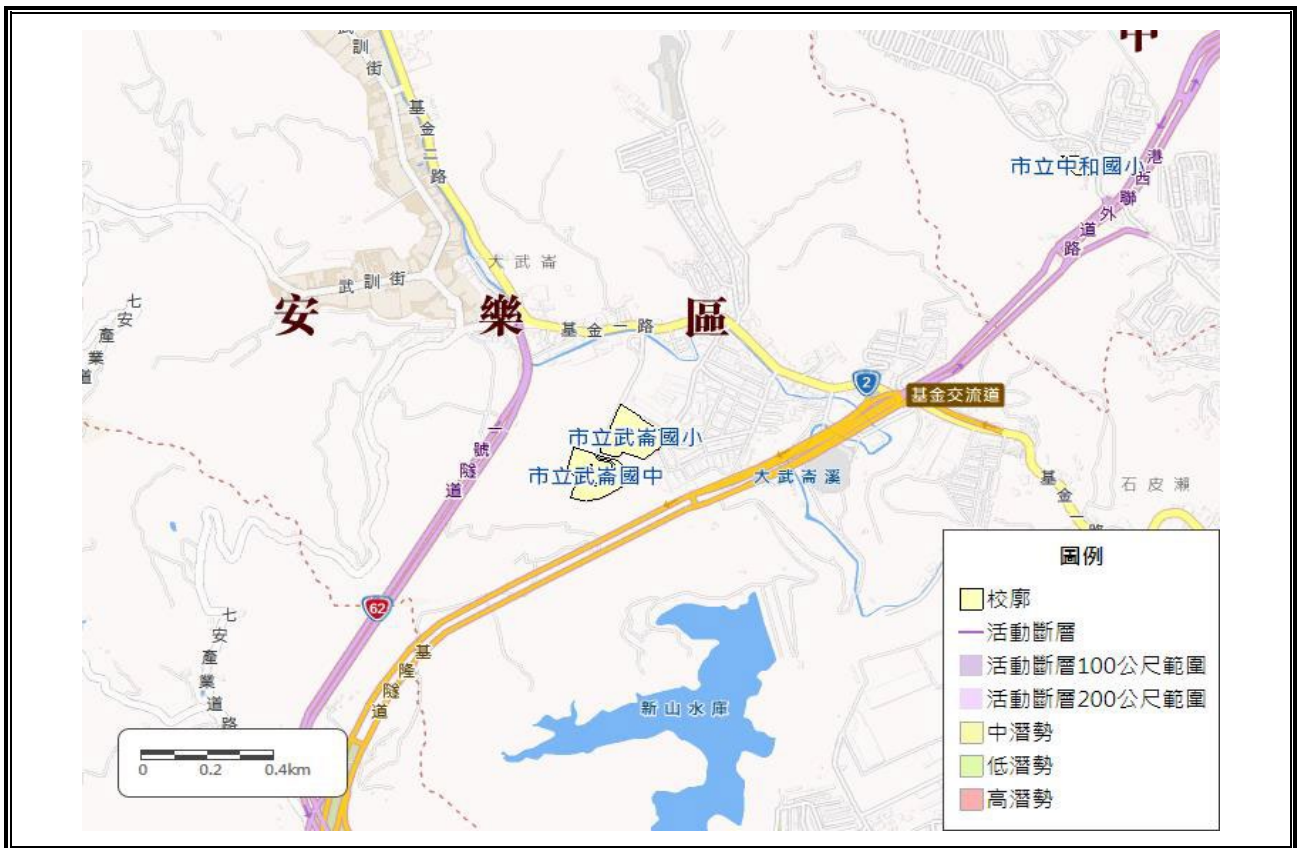 武訓街
基金二路
市立中和國小
港西聯外道路
大武崙
武訓街
七安產業道
安樂區
基金一路
2
基金交流道
市立武崙國小
一號隧道
市立武崙國中
大武崙溪
石皮瀨
基金一路
62
七安產業道路
基隆隧道
新山水庫
0 0.2 0.4km
圖例
校廓
活動斷層
活動斷層100公尺範圍
活動斷層200公尺範圍
中潛勢
低潛勢
高潛勢